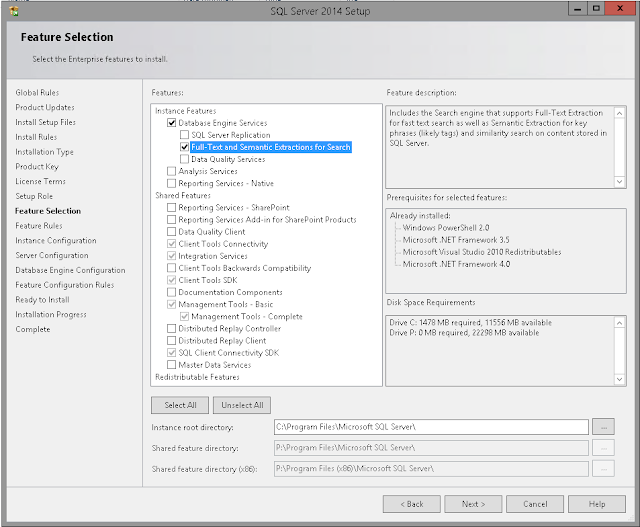 SQL Server 2014 Setup
Feature Selection
Select the Enterprise features to install.
Global Rules
Product Updates
Install Setup Files
Install Rules
Installation Type
Product Key
License Terms
Setup Role
Feature Selection
Feature Rules
Instance Configuration
Server Configuration
Database Engine Configuration
Feature Configuration Rules
Ready to Install
Installation Progress
Complete
Features:
Instance Features
Database Engine Services
SQL Server Replication
Full-Text and Semantic Extractions for Search
Data Quality Services
Analysis Services
Reporting Services - Native
Shared Features
Reporting Services - SharePoint
Reporting Services Add-in for SharePoint Products
Data Quality Client
Client Tools Connectivity
Integration Services
Client Tools Backwards Compatibility
Client Tools SDK
Documentation Components
Management Tools - Basic
Management Tools - Complete
Distributed Replay Controller
Distributed Replay Client
SQL Client Connectivity SDK
Master Data Services
Redistributable Features
Feature description:
Includes the Search engine that supports Full-Text Extraction
for fast text search as well as Semantic Extraction for key
phrases (likely tags) and similarity search on content stored in
SQL Server.
Prerequisites for selected features:
Already installed:
Windows PowerShell 2.0
Microsoft .NET Framework 3.5
Microsoft Visual Studio 2010 Redistributables
Microsoft .NET Framework 4.0
Disk Space Requirements
Drive C: 1478 MB required, 11556 MB available
Drive P: 0 MB required, 22298 MB available
Select All
Unselect All
Instance root directory:
C:\Program Files\Microsoft SQL Server\
...
Shared feature directory:
P:\Program Files\Microsoft SQL Server\
...
Shared feature directory (x86):
P:\Program Files (x86)\Microsoft SQL Server\
...
< Back
Next >
Cancel
Help